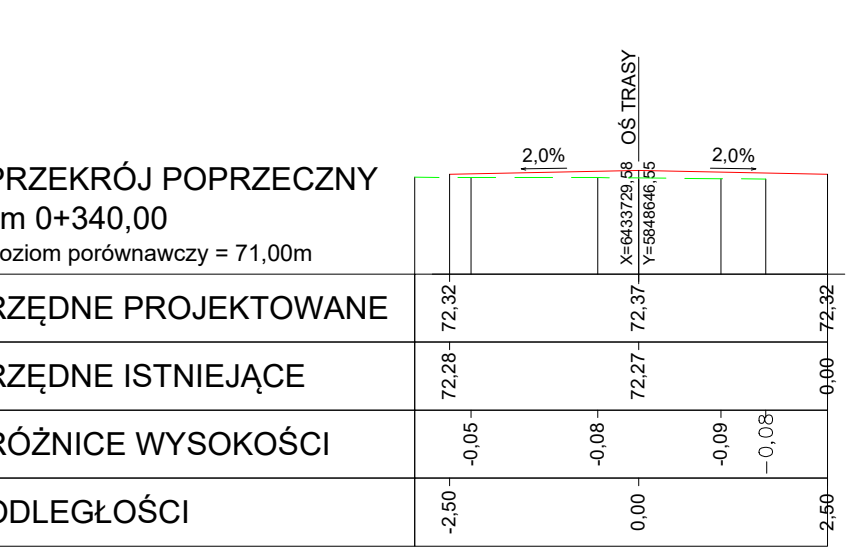 OŚ TRASY
2,0% 2,0%
X=6433729,58
Y=5848646,55
PRZEKRÓJ POPRZECZNY
m 0+340,00
oziom porównawczy = 71,00m
RZĘDNE PROJEKTOWANE 72,32 72,37 72,32
RZĘDNE ISTNIEJĄCE 72,28 72,27 0,00
RÓŻNICE WYSOKOŚCI -0,05 -0,08 -0,09 -0,08
ODLEGŁOŚCI -2,50 0,00 2,50